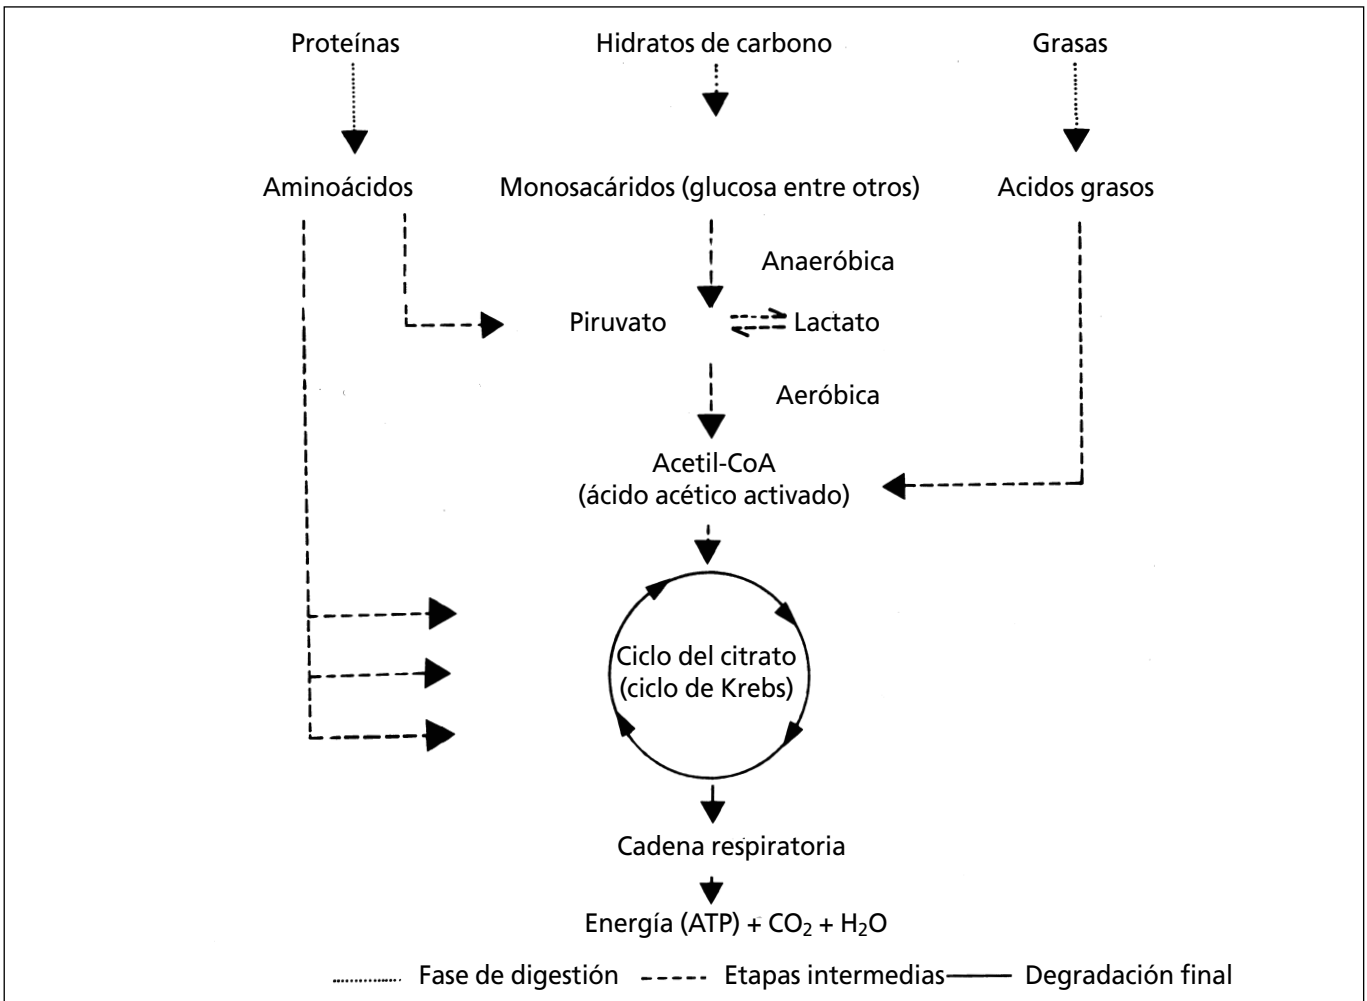 Proteínas
Hidratos de carbono
Grasas
Aminoácidos
Monosacáridos (glucosa entre otros)
Acidos grasos
Anaeróbica
Piruvato
Lactato
Aeróbica
Acetil-CoA
(ácido acético activado)
Ciclo del citrato
(ciclo de Krebs)
Cadena respiratoria
Energía (ATP) + CO₂ + H₂O
Fase de digestión
Etapas intermedias
Degradación final